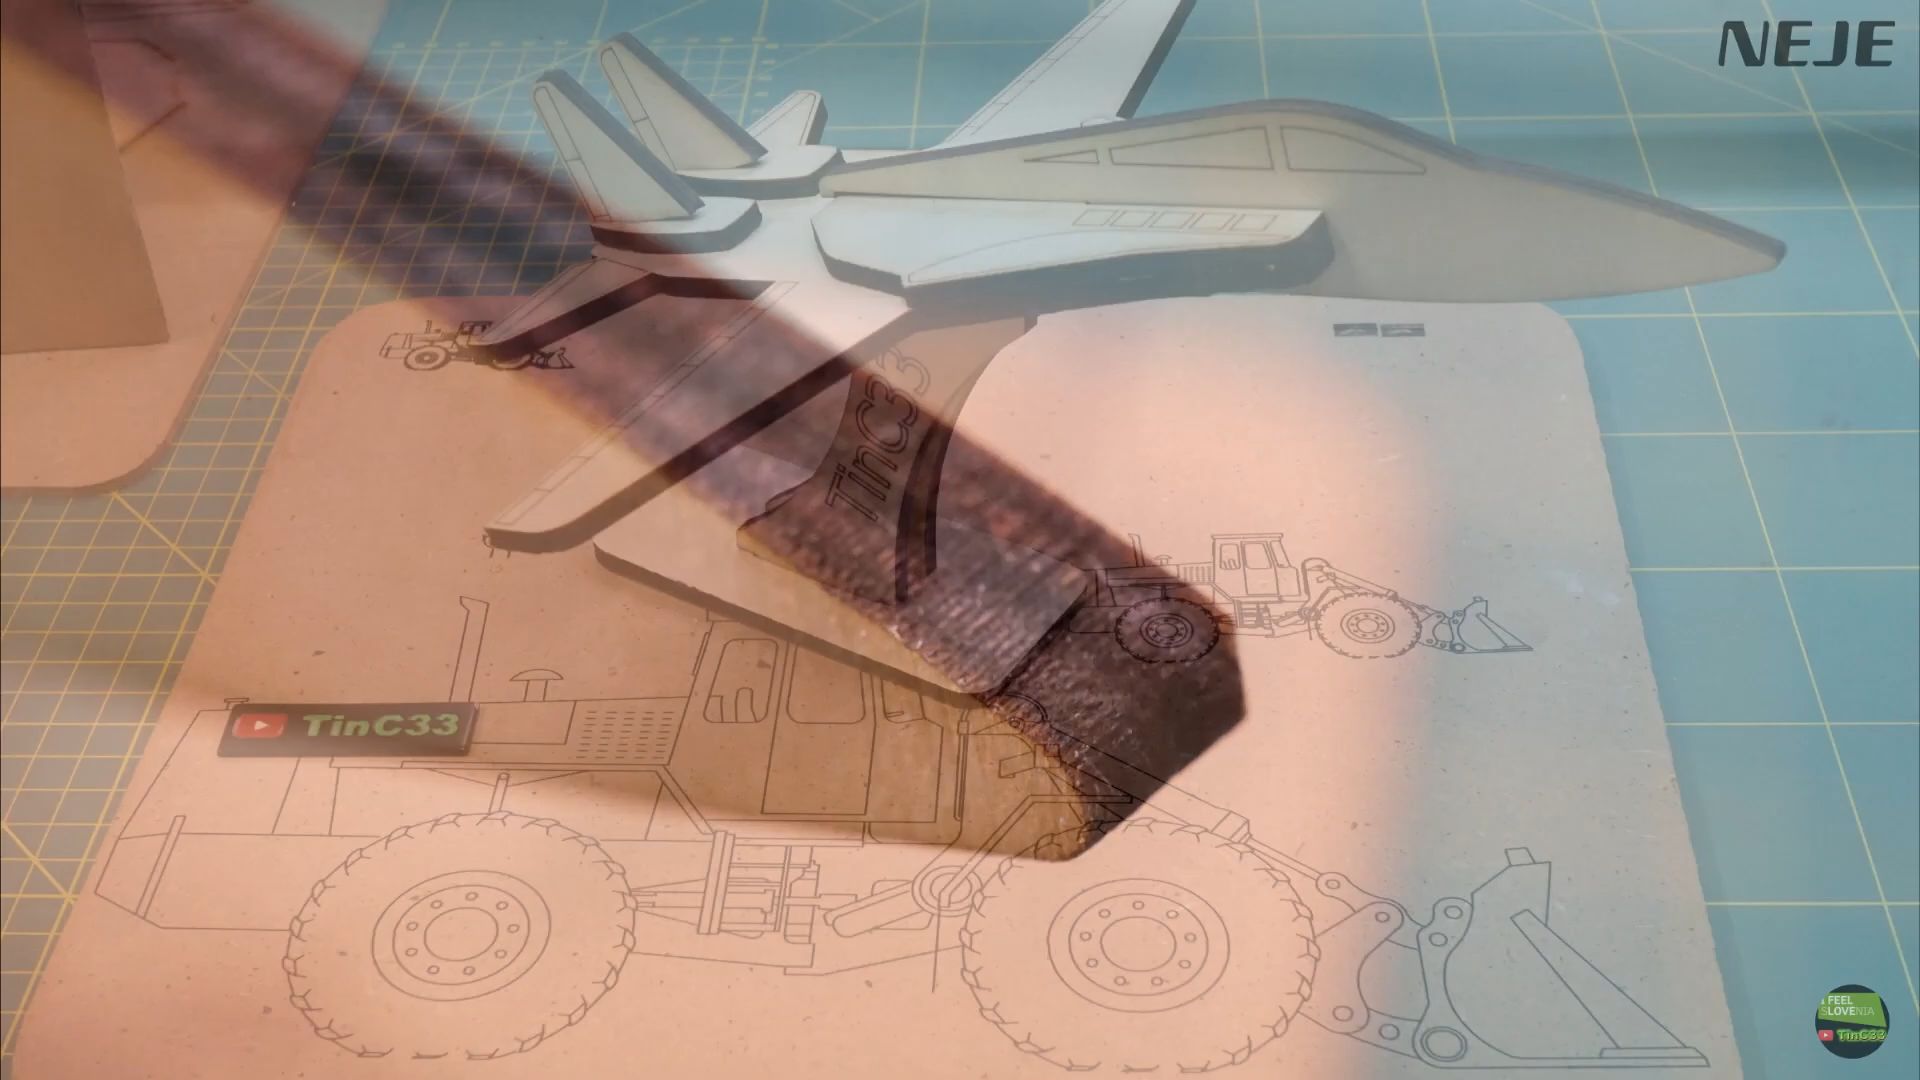 NEJE
TinC33
TinC33
I FEEL
SLOVENIA
TinC33